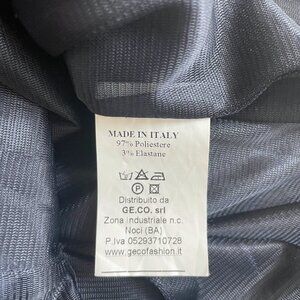 MADE IN ITALY
97% Poliestere
3% Elastane
P
Distribuito da
GE.CO. srl
Zona Industriale n.c.
Noci (BA)
P.Iva 05293710728
www.gecofashion.it